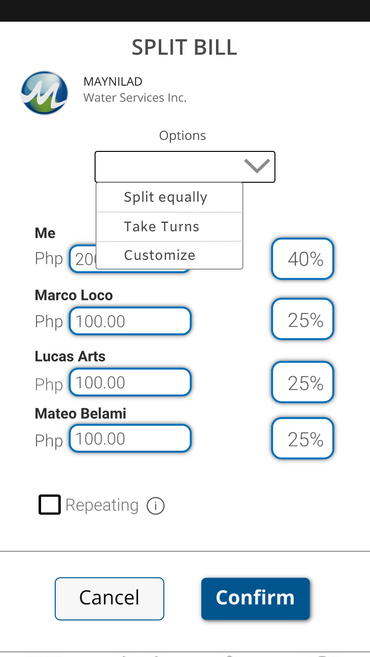 SPLIT BILL
MAYNILAD
Water Services Inc.
Options
Split equally
Take Turns
Customize
Me
Php 40%
Marco Loco
Php 100.00 25%
Lucas Arts
Php 100.00 25%
Mateo Belami
Php 100.00 25%
Repeating
Cancel Confirm